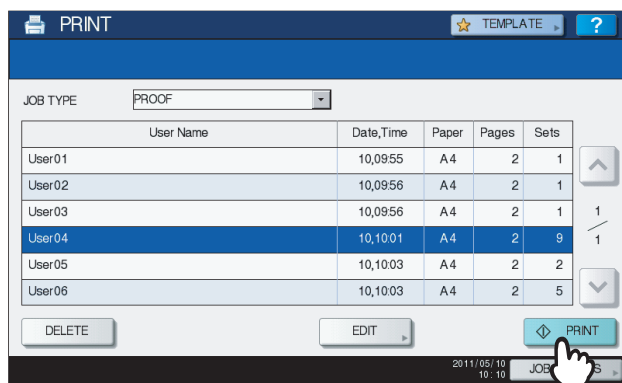 PRINT TEMPLATE ?
JOB TYPE PROOF
User Name Date,Time Paper Pages Sets
User01 10,09:55 A4 2 1
User02 10,09:56 A4 2 1
User03 10,09:56 A4 2 1
User04 10,10:01 A4 2 9
User05 10,10:03 A4 2 2
User06 10,10:03 A4 2 5
1/1
DELETE EDIT PRINT
2011/05/10
10:10
JOB